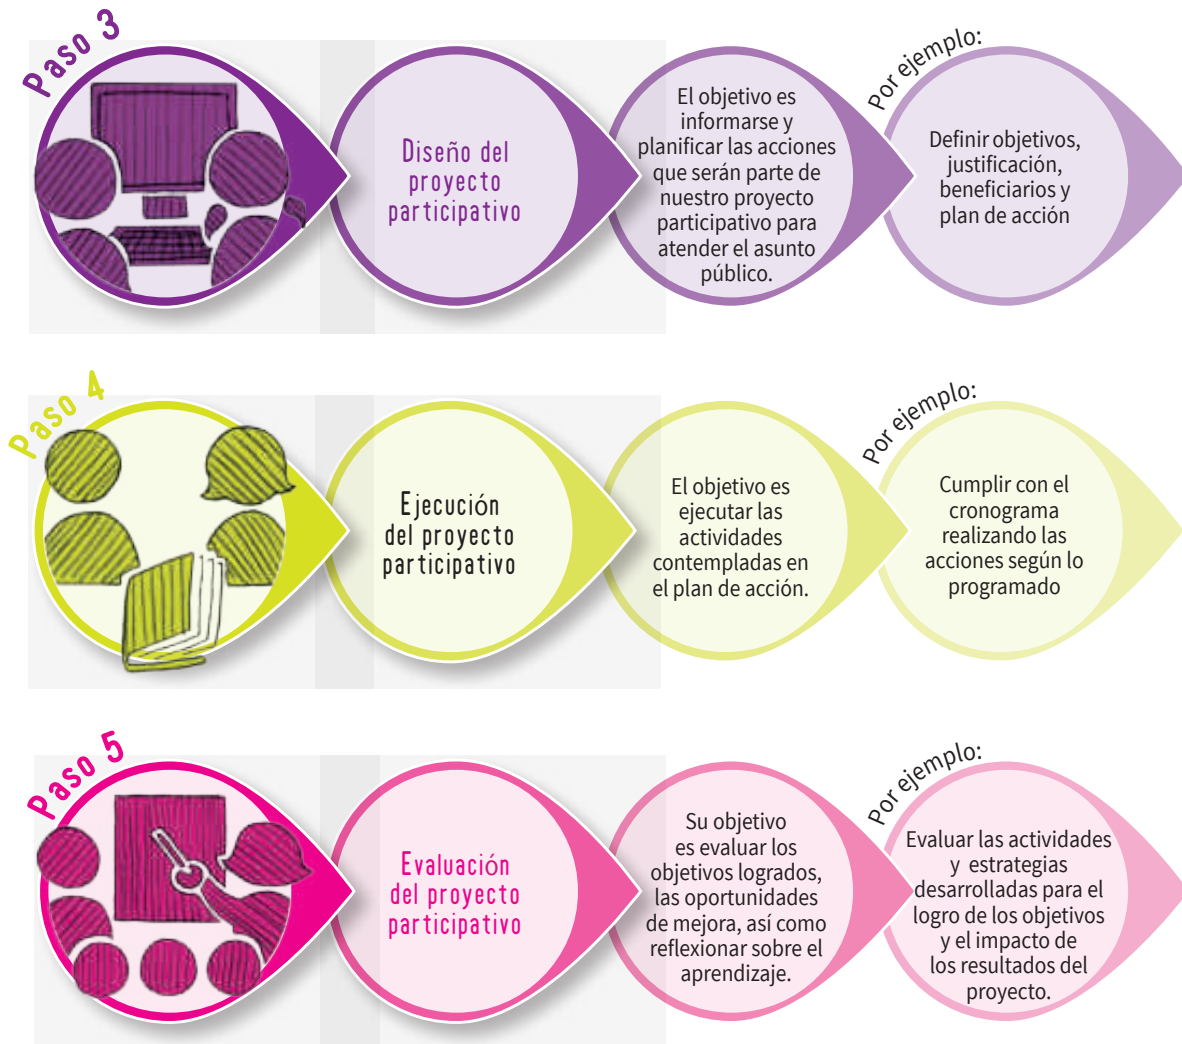 Paso 3
Diseño del
proyecto
participativo
El objetivo es
informarse y
planificar las acciones
que serán parte de
nuestro proyecto
participativo para
atender el asunto
público.
Por ejemplo:
Definir objetivos,
justificación,
beneficiarios y
plan de acción
Paso 4
Ejecución
del proyecto
participativo
El objetivo es
ejecutar las
actividades
contempladas en
el plan de acción.
Por ejemplo:
Cumplir con el
cronograma
realizando las
acciones según lo
programado
Paso 5
Evaluación
del proyecto
participativo
Su objetivo
es evaluar los
objetivos logrados,
las oportunidades
de mejora, así como
reflexionar sobre el
aprendizaje.
Por ejemplo:
Evaluar las actividades
y estrategias
desarrolladas para el
logro de los objetivos
y el impacto de
los resultados del
proyecto.